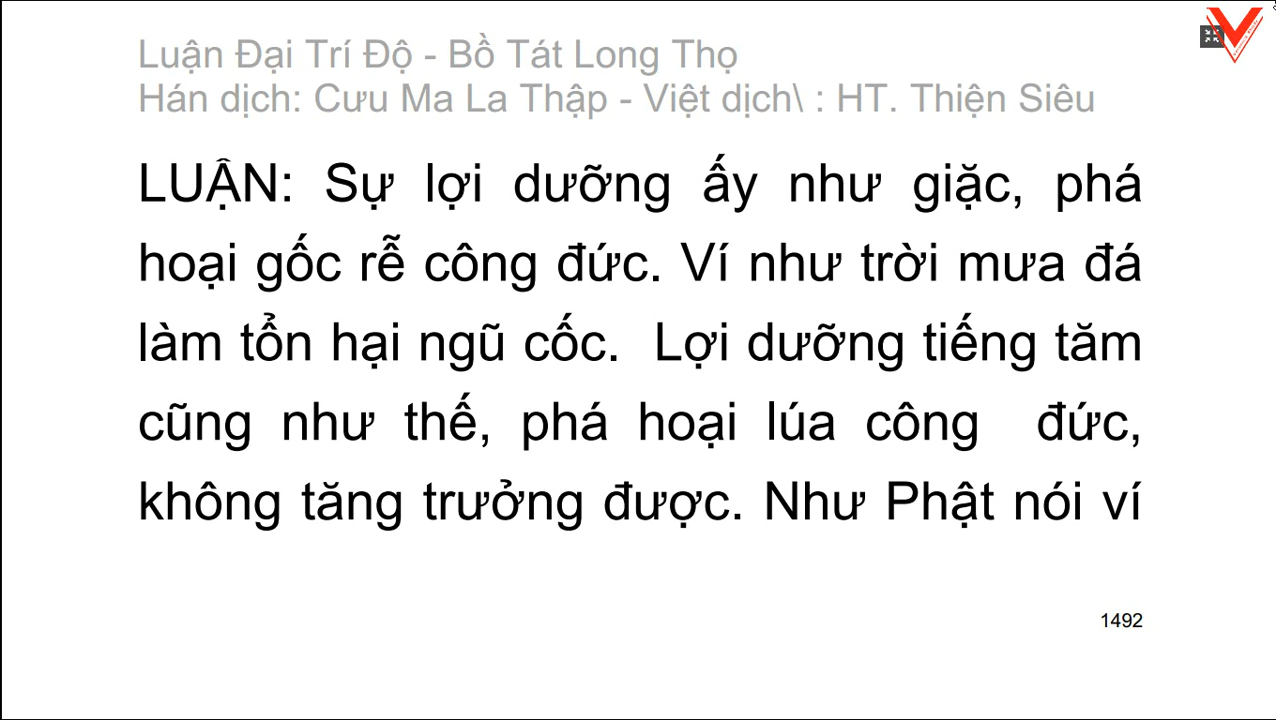 Luận Đại Trí Độ - Bồ Tát Long Thọ
Hán dịch: Cưu Ma La Thập - Việt dịch\ : HT. Thiện Siêu
LUẬN: Sự lợi dưỡng ấy như giặc, phá
hoại gốc rễ công đức. Ví như trời mưa đá
làm tổn hại ngũ cốc. Lợi dưỡng tiếng tăm
cũng như thế, phá hoại lúa công đức,
không tăng trưởng được. Như Phật nói ví
1492